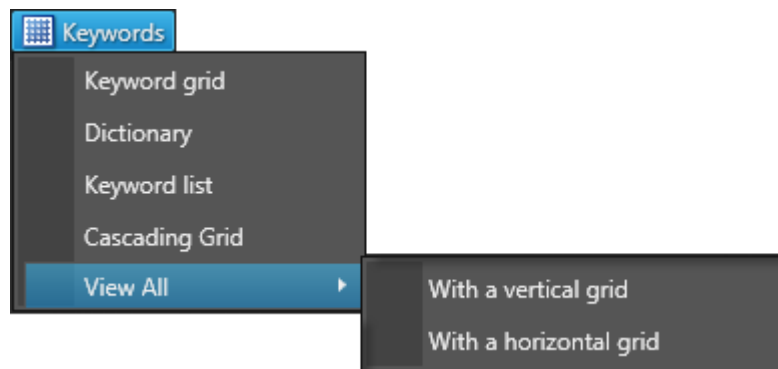 Keywords
Keyword grid
Dictionary
Keyword list
Cascading Grid
View All
With a vertical grid
With a horizontal grid